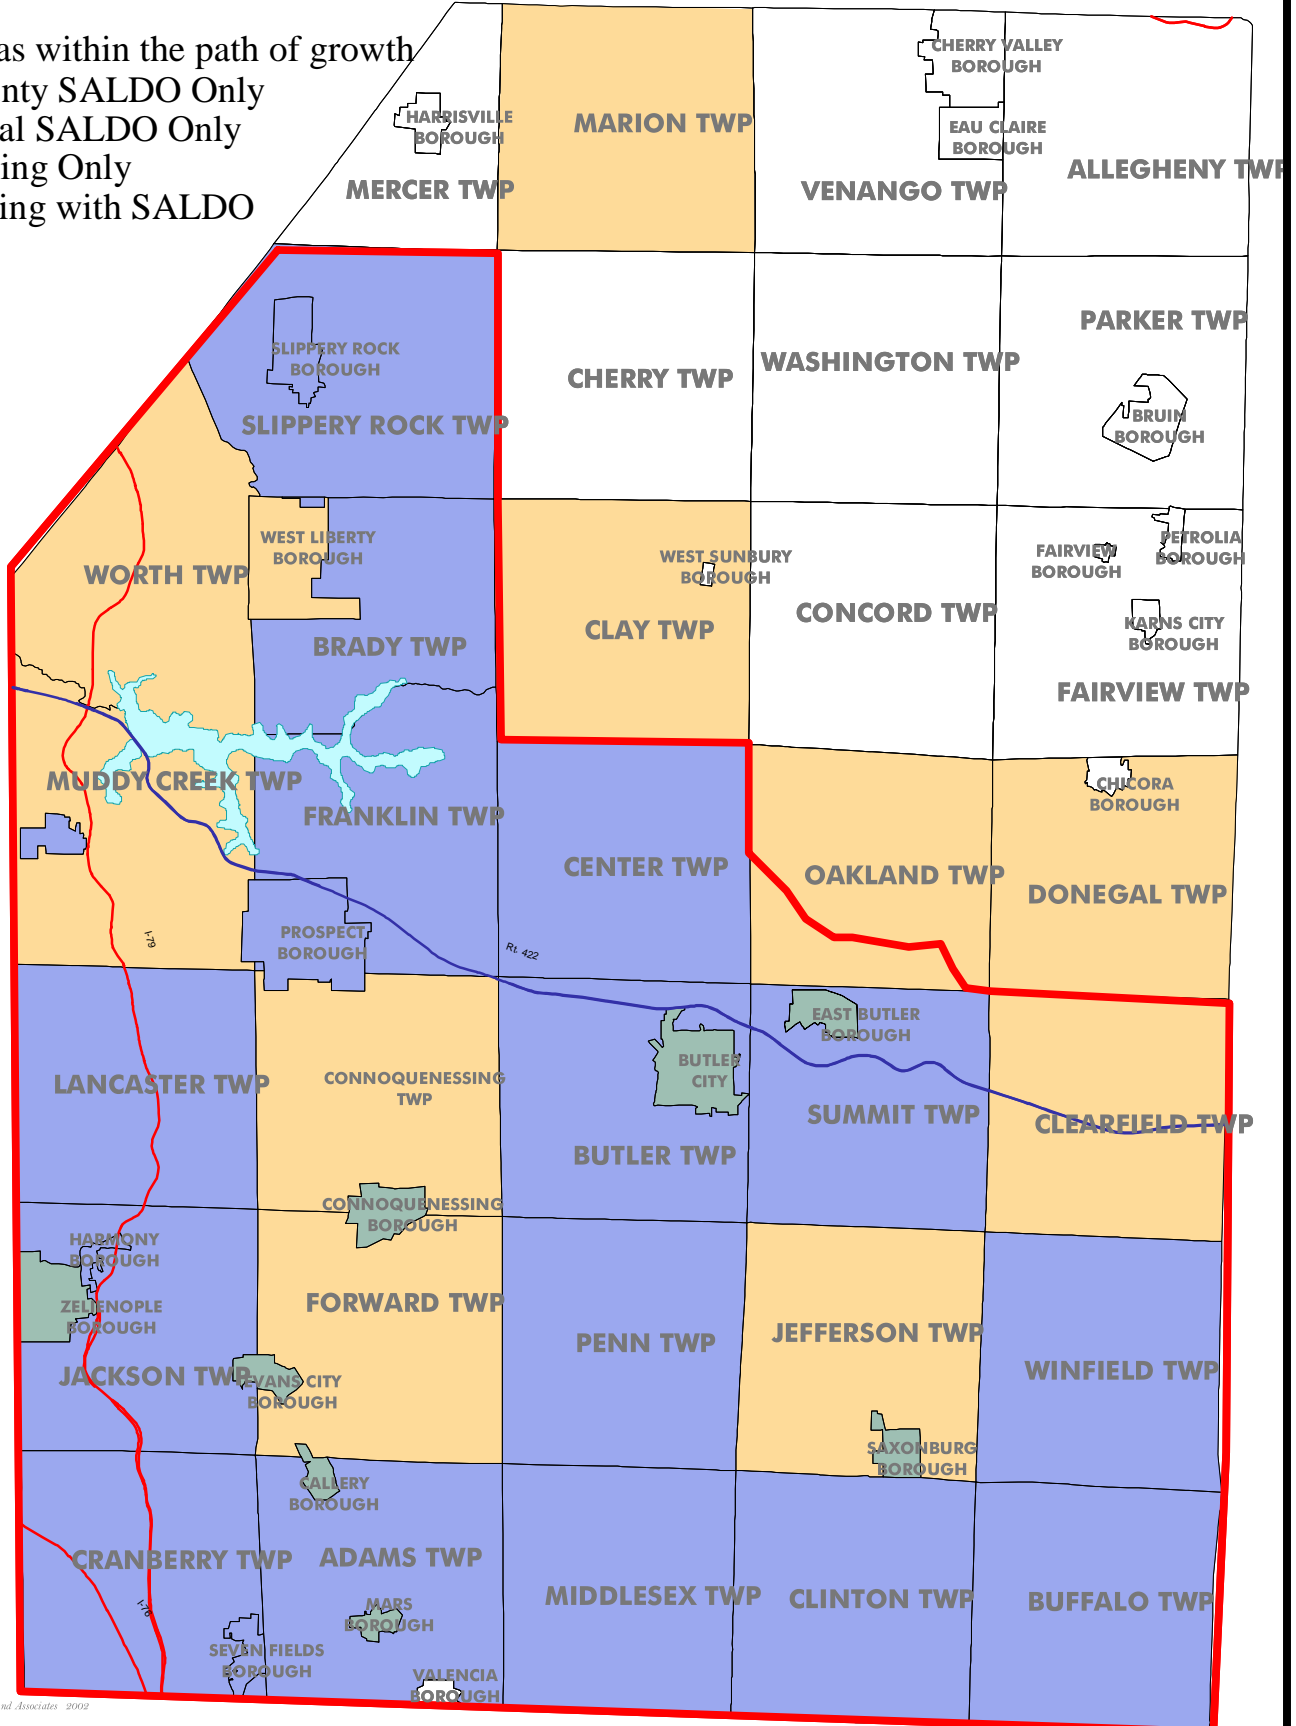 as within the path of growth
nty SALDO Only
al SALDO Only
ing Only
ing with SALDO
CHERRY VALLEY
BOROUGH
HARRISVILLE
BOROUGH
MARION TWP
EAU CLAIRE
BOROUGH
ALLEGHENY TWP
MERCER TWP
VENANGO TWP
PARKER TWP
SLIPPERY ROCK
BOROUGH
CHERRY TWP
WASHINGTON TWP
BRUIN
BOROUGH
SLIPPERY ROCK TWP
WEST LIBERTY
BOROUGH
WEST SUNBURY
BOROUGH
FAIRVIEW
BOROUGH
PETROLIA
BOROUGH
WORTH TWP
CONCORD TWP
KARNS CITY
BOROUGH
CLAY TWP
BRADY TWP
FAIRVIEW TWP
MUDDY CREEK TWP
CHICORA
BOROUGH
FRANKLIN TWP
CENTER TWP
OAKLAND TWP
DONEGAL TWP
PROSPECT
BOROUGH
I-79
Rt. 422
EAST BUTLER
BOROUGH
BUTLER
CITY
LANCASTER TWP
CONNOQUENESSING
TWP
SUMMIT TWP
CLEARFIELD TWP
BUTLER TWP
CONNOQUENESSING
BOROUGH
HARMONY
BOROUGH
ZELIENOPLE
BOROUGH
FORWARD TWP
PENN TWP
JEFFERSON TWP
WINFIELD TWP
JACKSON TWP
EVANS CITY
BOROUGH
SAXONBURG
BOROUGH
CALLERY
BOROUGH
CRANBERRY TWP
ADAMS TWP
MIDDLESEX TWP
CLINTON TWP
BUFFALO TWP
I-76
MARS
BOROUGH
SEVEN FIELDS
BOROUGH
VALENCIA
BOROUGH
nd Associates 2002